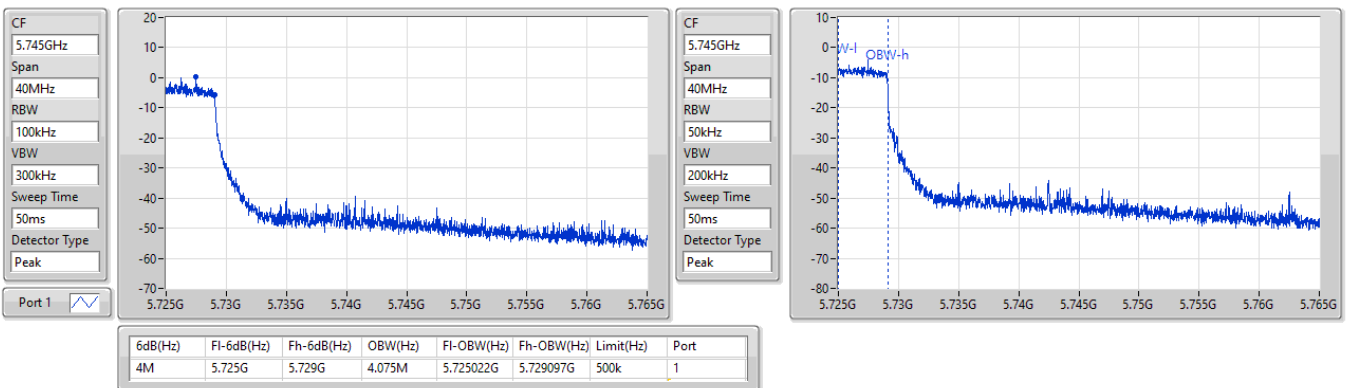 CF
5.745GHz
Span
40MHz
RBW
100kHz
VBW
300kHz
Sweep Time
50ms
Detector Type
Peak
Port 1
20
10
0
-10
-20
-30
-40
-50
-60
-70
5.725G 5.73G 5.735G 5.74G 5.745G 5.75G 5.755G 5.76G 5.765G
CF
5.745GHz
Span
40MHz
RBW
50kHz
VBW
200kHz
Sweep Time
50ms
Detector Type
Peak
10
0
-10
-20
-30
-40
-50
-60
-70
-80
W-l
OBW-h
5.725G 5.73G 5.735G 5.74G 5.745G 5.75G 5.755G 5.76G 5.765G
6dB(Hz) Fl-6dB(Hz) Fh-6dB(Hz) OBW(Hz) Fl-OBW(Hz) Fh-OBW(Hz) Limit(Hz) Port
4M 5.725G 5.729G 4.075M 5.725022G 5.729097G 500k 1